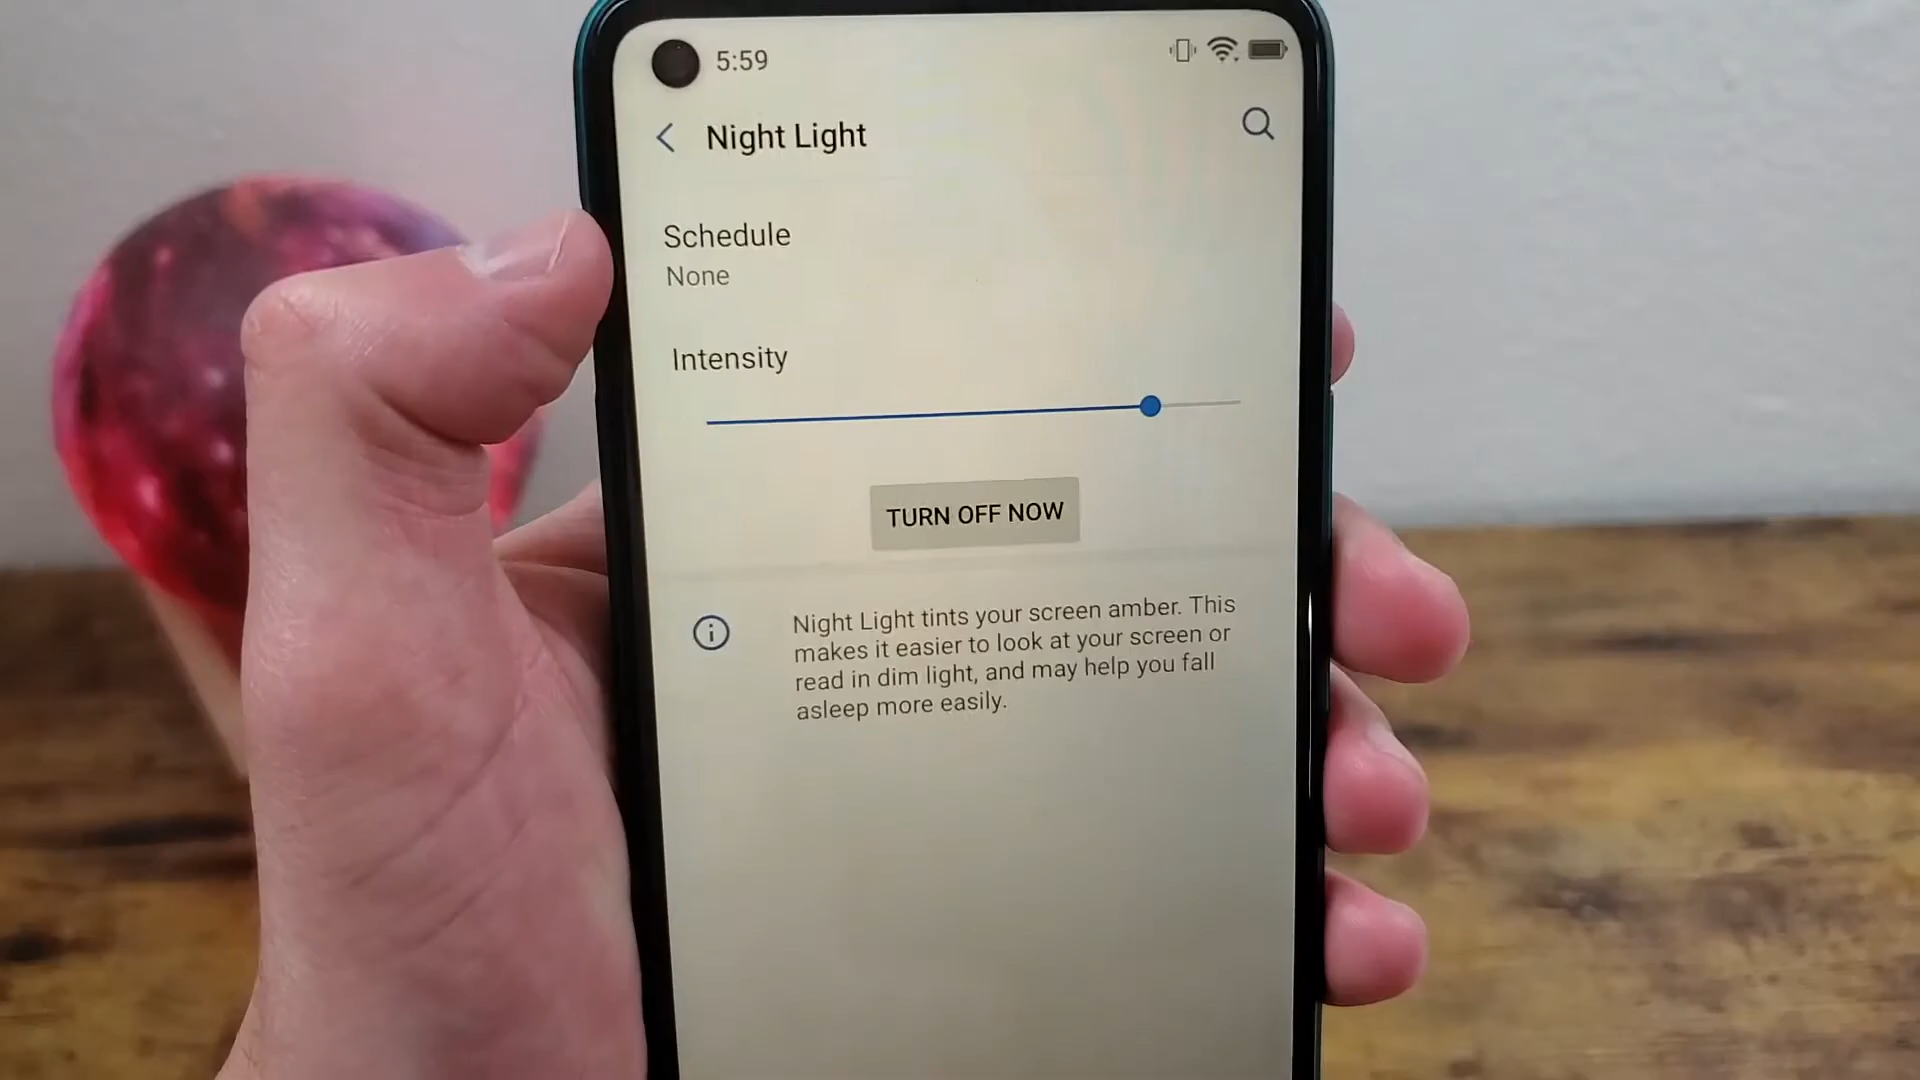 5:59
Night Light
Schedule
None
Intensity
TURN OFF NOW
Night Light tints your screen amber. This
makes it easier to look at your screen or
read in dim light, and may help you fall
asleep more easily.